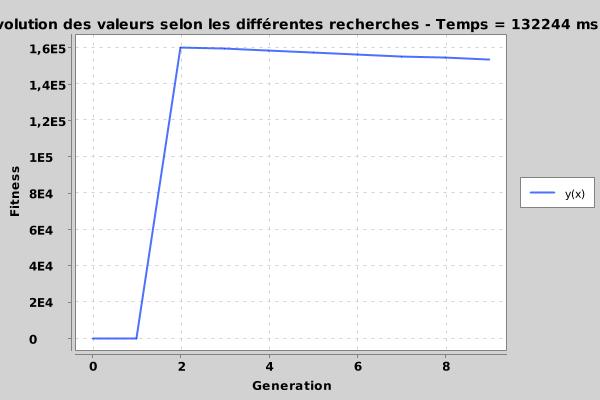 volution des valeurs selon les différentes recherches - Temps = 132244 ms
1,6E5
1,4E5
1,2E5
1E5
8E4
6E4
4E4
2E4
0
Fitness
0 2 4 6 8
Generation
y(x)